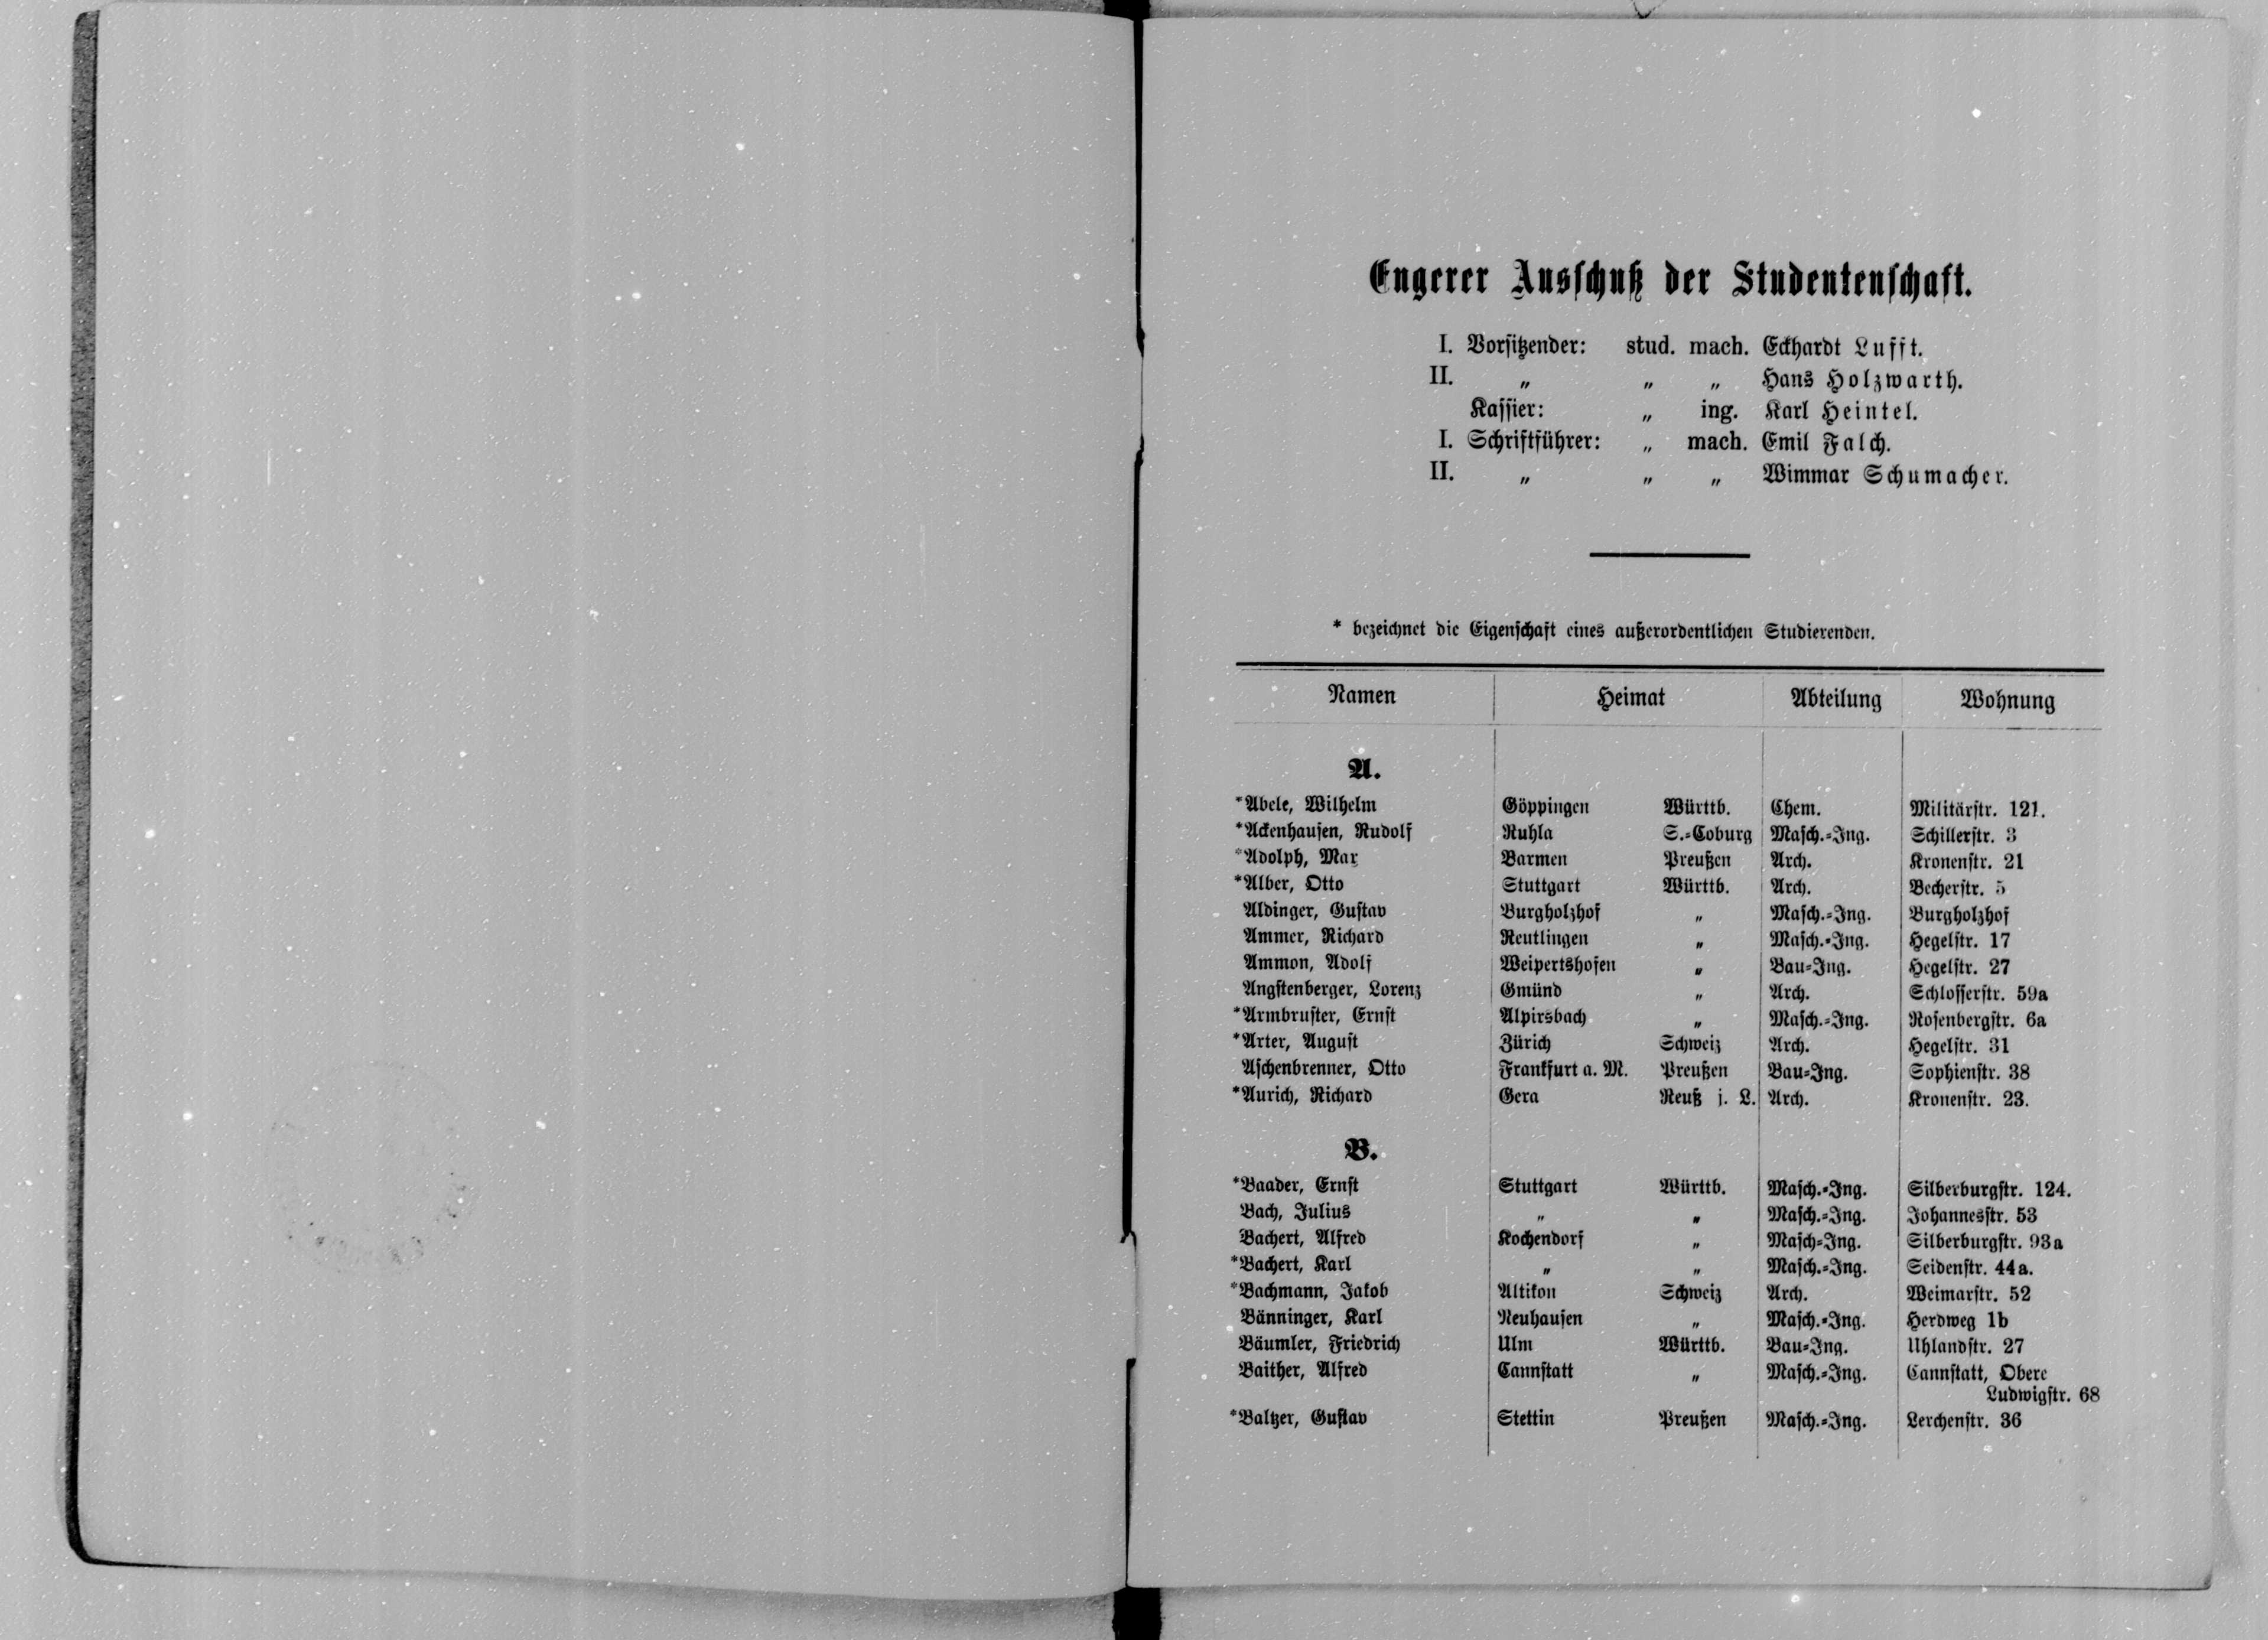 Engerer Ausschuß der Studentenschaft.
I. Vorsitzender: stud. mach. Eckhardt Lufft.
II. „ „ „ Hans Holzwarth.
Kassier: „ ing. Karl Heintel.
I. Schriftführer: „ mach. Emil Falch.
II. „ „ „ Wimmar Schumacher.
* bezeichnet die Eigenschaft eines außerordentlichen Studierenden.
Namen Heimat Abteilung Wohnung
A.
*Abele, Wilhelm Göppingen Württb. Chem. Militärstr. 121.
*Ackenhausen, Rudolf Ruhla S.-Coburg Masch.-Ing. Schillerstr. 3
*Adolph, Max Barmen Preußen Arch. Kronenstr. 21
*Alber, Otto Stuttgart Württb. Arch. Becherstr. 5
Aldinger, Gustav Burgholzhof „ Masch.-Ing. Burgholzhof
Ammer, Richard Reutlingen „ Masch.-Ing. Hegelstr. 17
Ammon, Adolf Weipertshofen „ Bau-Ing. Hegelstr. 27
Angstenberger, Lorenz Gmünd „ Arch. Schlosserstr. 59a
*Armbruster, Ernst Alpirsbach „ Masch.-Ing. Rosenbergstr. 6a
*Arter, August Zürich Schweiz Arch. Hegelstr. 31
Aschenbrenner, Otto Frankfurt a. M. Preußen Bau-Ing. Sophienstr. 38
*Aurich, Richard Gera Reuß j. L. Arch. Kronenstr. 23.
B.
*Baader, Ernst Stuttgart Württb. Masch.-Ing. Silberburgstr. 124.
Bach, Julius „ „ Masch.-Ing. Johannesstr. 53
Bachert, Alfred Kochendorf „ Masch-Ing. Silberburgstr. 93a
*Bachert, Karl „ „ Masch.-Ing. Seidenstr. 44a.
*Bachmann, Jakob Altikon Schweiz Arch. Weimarstr. 52
Bänninger, Karl Neuhausen „ Masch.-Ing. Herdweg 1b
Bäumler, Friedrich Ulm Württb. Bau-Ing. Uhlandstr. 27
Baither, Alfred Cannstatt „ Masch.-Ing. Cannstatt, Obere
Ludwigstr. 68
*Baltzer, Gustav Stettin Preußen Masch.-Ing. Lerchenstr. 36